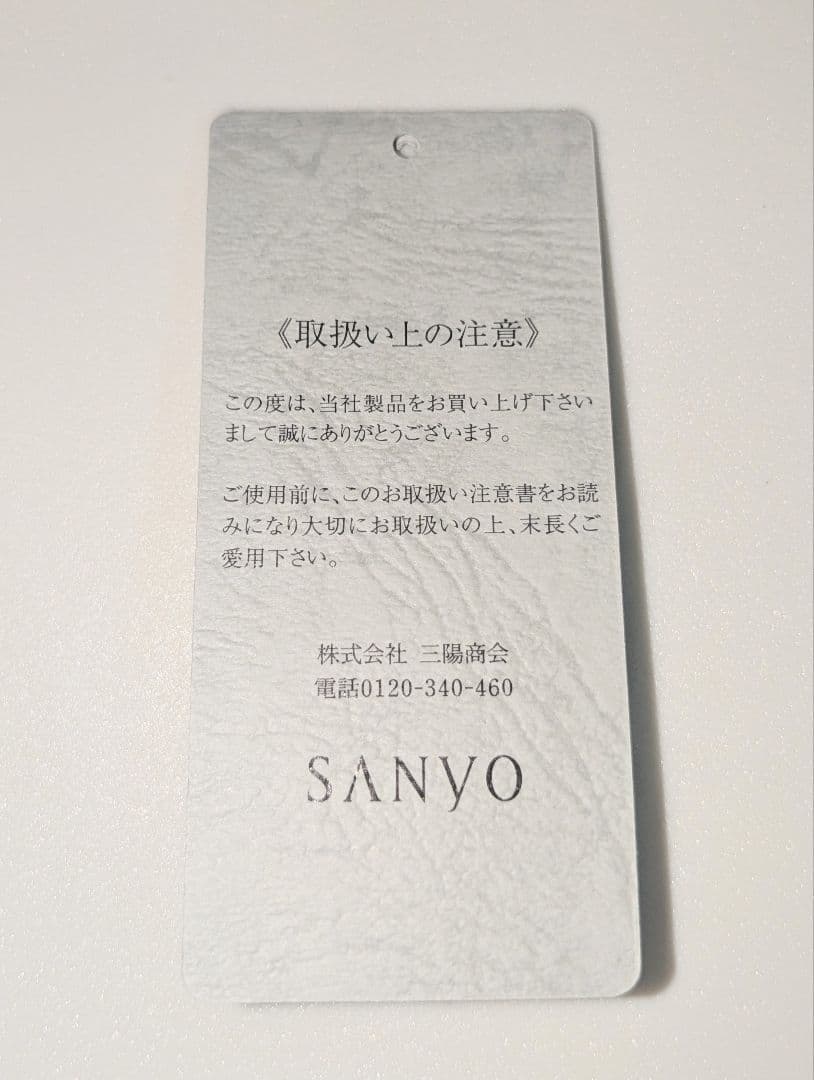 《取扱い上の注意》
この度は、当社製品をお買い上げ下さい
まして誠にありがとうございます。
ご使用前に、このお取扱い注意書をお読
みになり大切にお取扱いの上、末長くご
愛用下さい。
株式会社 三陽商会
電話0120-340-460
SANYO